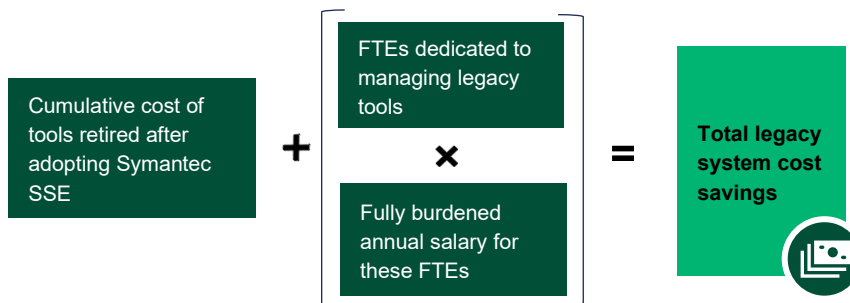 Cumulative cost of
tools retired after
adopting Symantec
SSE
+
FTEs dedicated to
managing legacy
tools
×
Fully burdened
annual salary for
these FTEs
=
Total legacy
system cost
savings